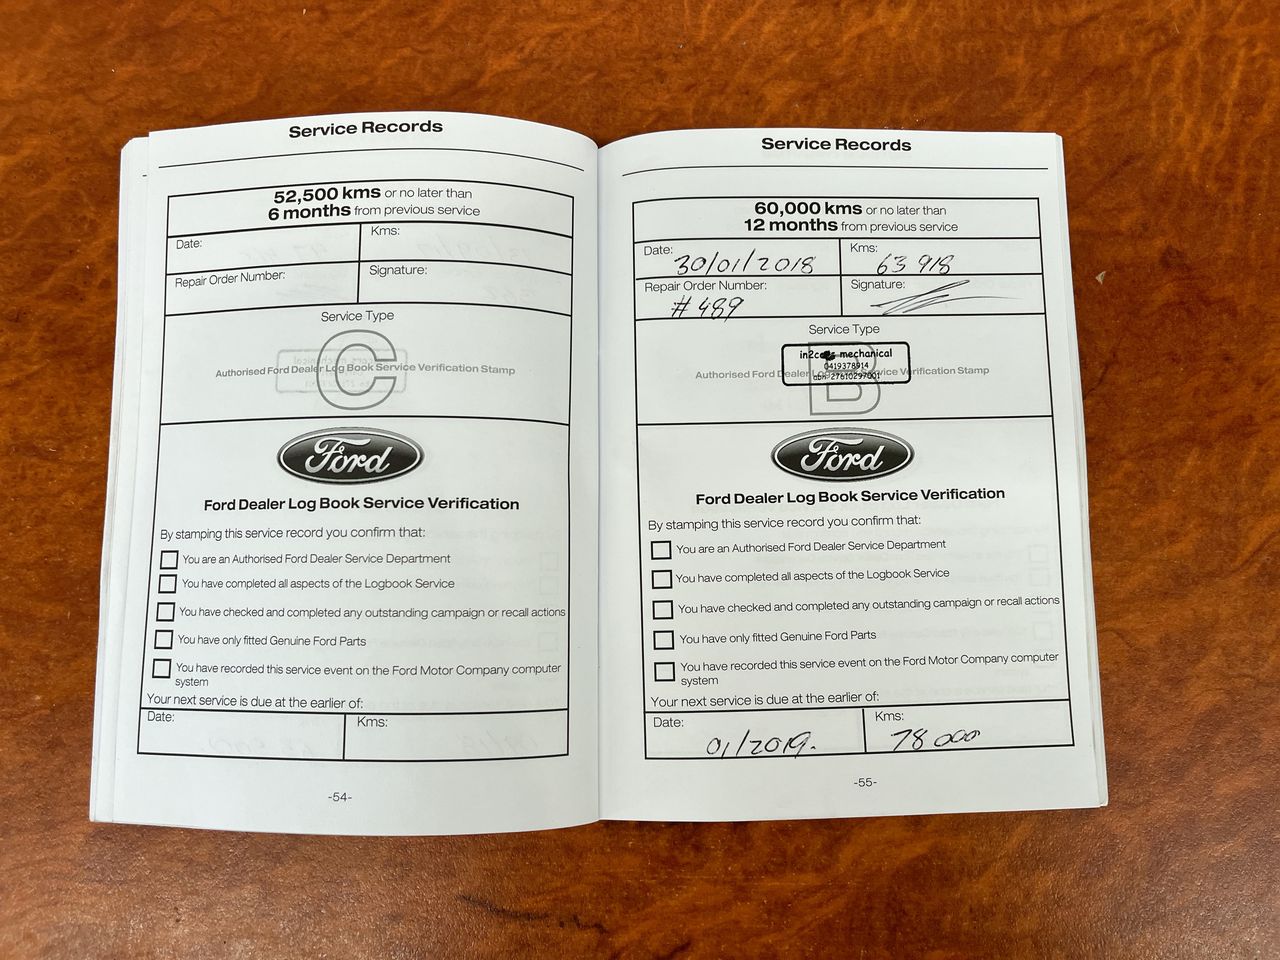 Service Records
52,500 kms or no later than
6 months from previous service
Date:
Kms:
Repair Order Number:
Signature:
Service Type
C
Authorised Ford Dealer Log Book Service Verification Stamp
Ford
Ford Dealer Log Book Service Verification
By stamping this service record you confirm that:
You are an Authorised Ford Dealer Service Department
You have completed all aspects of the Logbook Service
You have checked and completed any outstanding campaign or recall actions
You have only fitted Genuine Ford Parts
You have recorded this service event on the Ford Motor Company computer
system
Your next service is due at the earlier of:
Date:
Kms:
-54-
Service Records
60,000 kms or no later than
12 months from previous service
Date: 30/01/2018
Kms: 63 918
Repair Order Number: #489
Signature:
Service Type
B
in2cars mechanical
0419378914
abn 27610297001
Authorised Ford Dealer Log Book Service Verification Stamp
Ford
Ford Dealer Log Book Service Verification
By stamping this service record you confirm that:
You are an Authorised Ford Dealer Service Department
You have completed all aspects of the Logbook Service
You have checked and completed any outstanding campaign or recall actions
You have only fitted Genuine Ford Parts
You have recorded this service event on the Ford Motor Company computer
system
Your next service is due at the earlier of:
Date: 01/2019.
Kms: 78 000
-55-